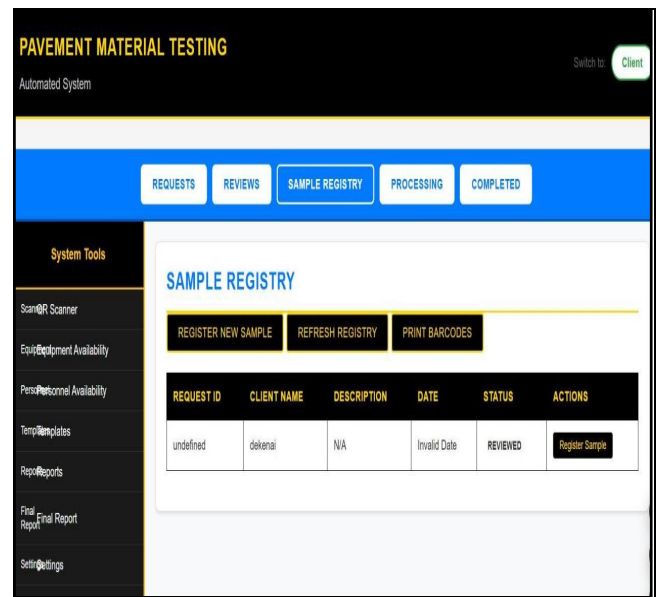 PAVEMENT MATERIAL TESTING
Automated System
Switch to: Client
REQUESTS REVIEWS SAMPLE REGISTRY PROCESSING COMPLETED
System Tools
QR Scanner
Equipment Availability
Personnel Availability
Templates
Reports
Final Report Final Report
Settings
SAMPLE REGISTRY
REGISTER NEW SAMPLE REFRESH REGISTRY PRINT BARCODES
REQUEST ID CLIENT NAME DESCRIPTION DATE STATUS ACTIONS
undefined dekenai N/A Invalid Date REVIEWED Register Sample